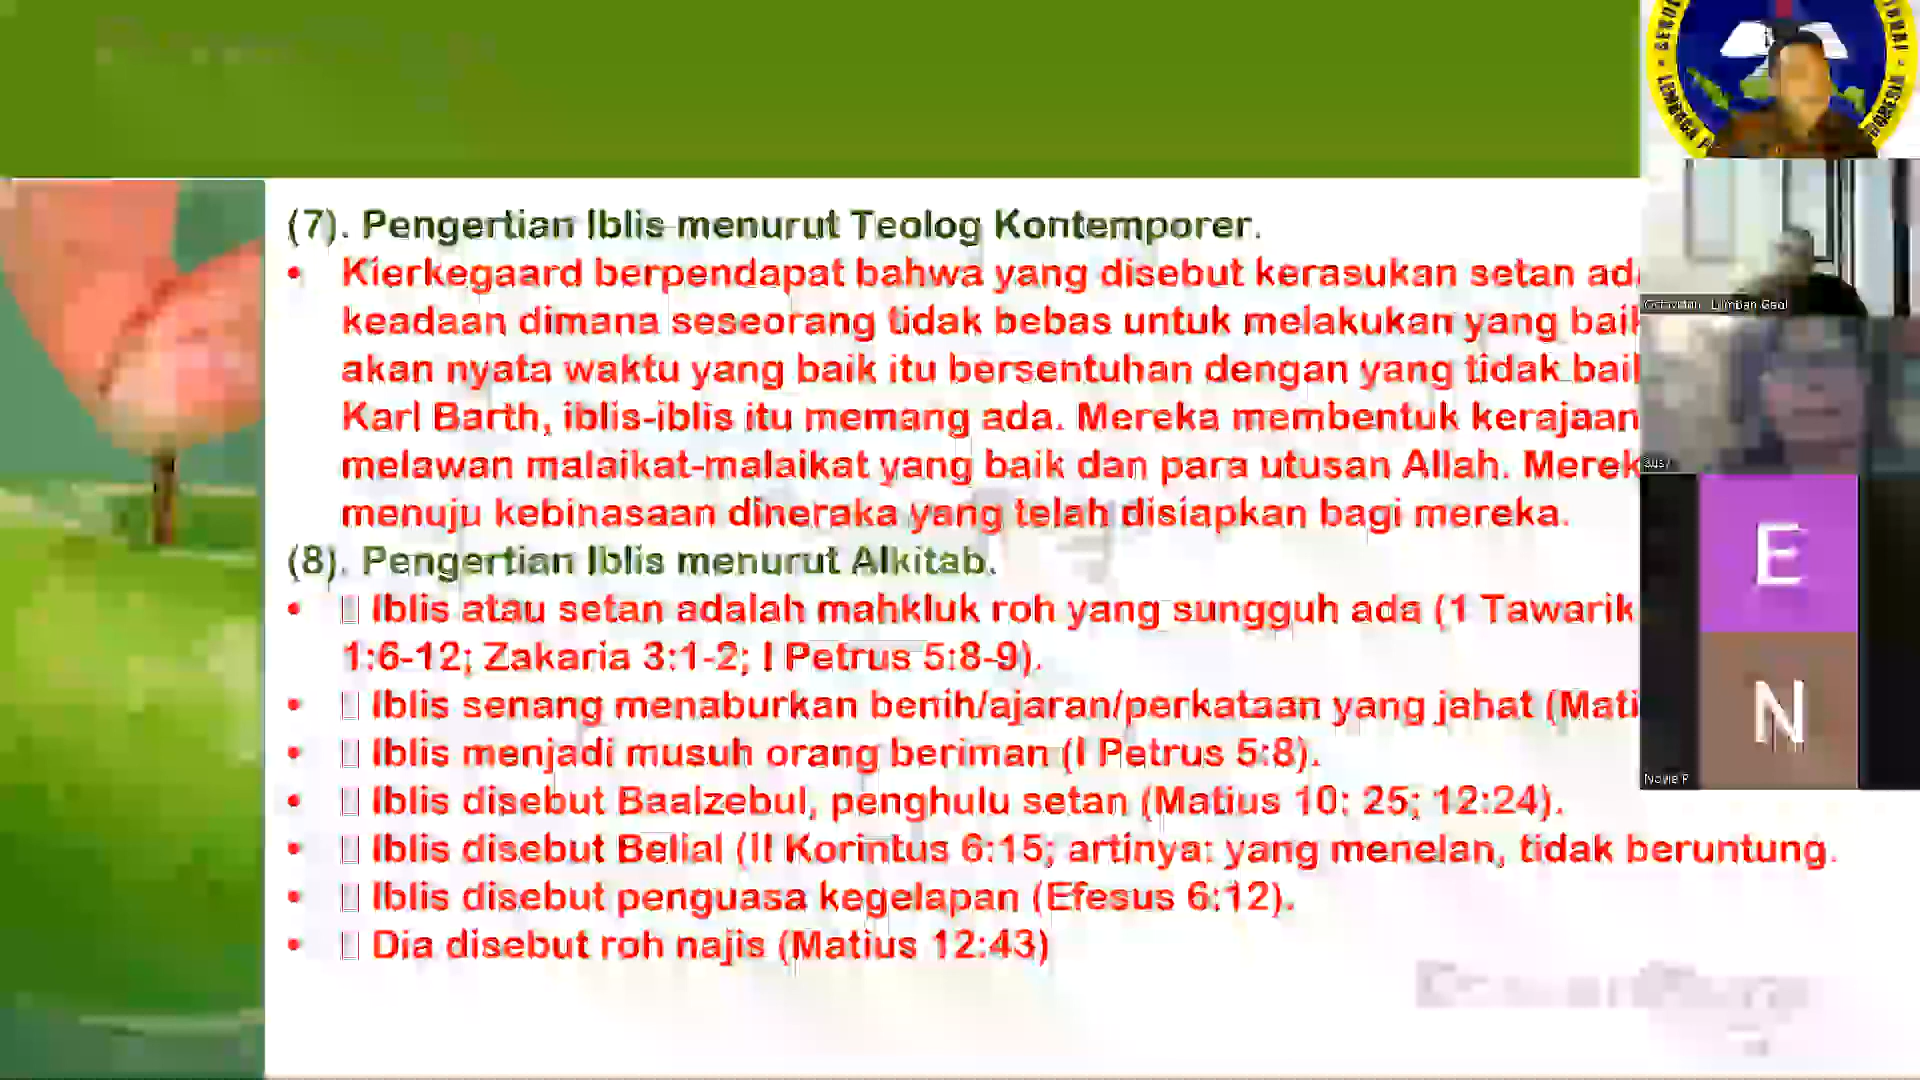 (7). Pengertian Iblis menurut Teolog Kontemporer.
• Kierkegaard berpendapat bahwa yang disebut kerasukan setan
keadaan dimana seseorang tidak bebas untuk melakukan yang
akan nyata waktu yang baik itu bersentuhan dengan yang tidak
Karl Barth, iblis-iblis itu memang ada. Mereka membentuk kerajaan
melawan malaikat-malaikat yang baik dan para utusan Allah.
menuju kebinasaan dineraka yang telah disiapkan bagi mereka.
(8). Pengertian Iblis menurut Alkitab.
• Iblis atau setan adalah mahkluk roh yang sungguh ada (1
1:6-12; Zakaria 3:1-2; I Petrus 5:8-9).
• Iblis senang menaburkan benih/ajaran/perkataan yang jahat
• Iblis menjadi musuh orang beriman (I Petrus 5:8).
• Iblis disebut Baalzebul, penghulu setan (Matius 10: 25; 12:24).
• Iblis disebut Belial (II Korintus 6:15; artinya: yang menelan, tidak beruntung.
• Iblis disebut penguasa kegelapan (Efesus 6:12).
• Dia disebut roh najis (Matius 12:43)
Lumban Gaol
E
N
Novie P